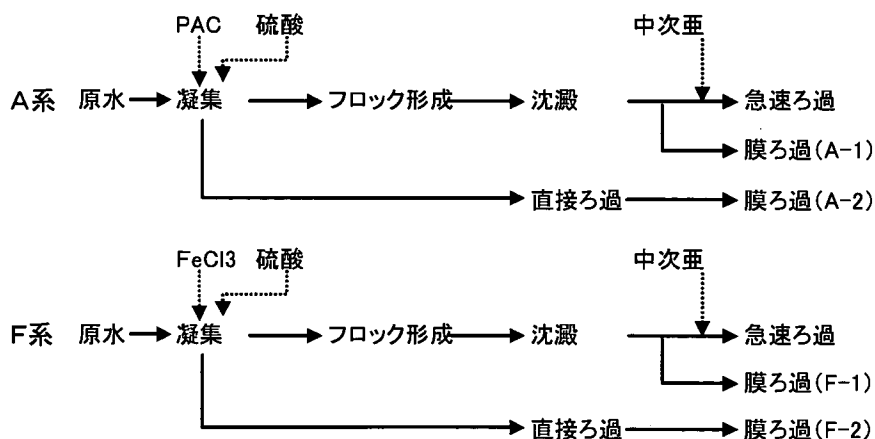 PAC 硫酸 中次亜
A系 原水 凝集 フロック形成 沈澱 急速ろ過
膜ろ過(A-1)
直接ろ過 膜ろ過(A-2)
FeCl3 硫酸 中次亜
F系 原水 凝集 フロック形成 沈澱 急速ろ過
膜ろ過(F-1)
直接ろ過 膜ろ過(F-2)